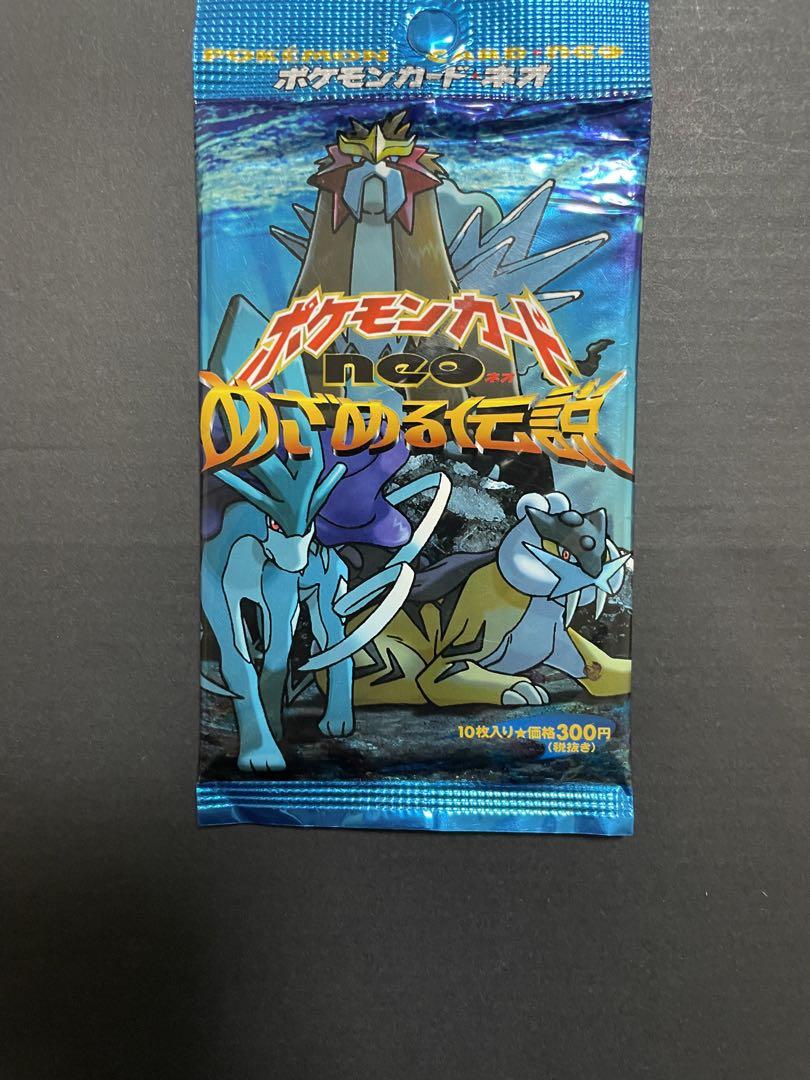 POKÉMON CARD★neo
ポケモンカード★ネオ
ポケモンカード
neo ネオ
めざめる伝説
10枚入り★価格300円
(税抜き)